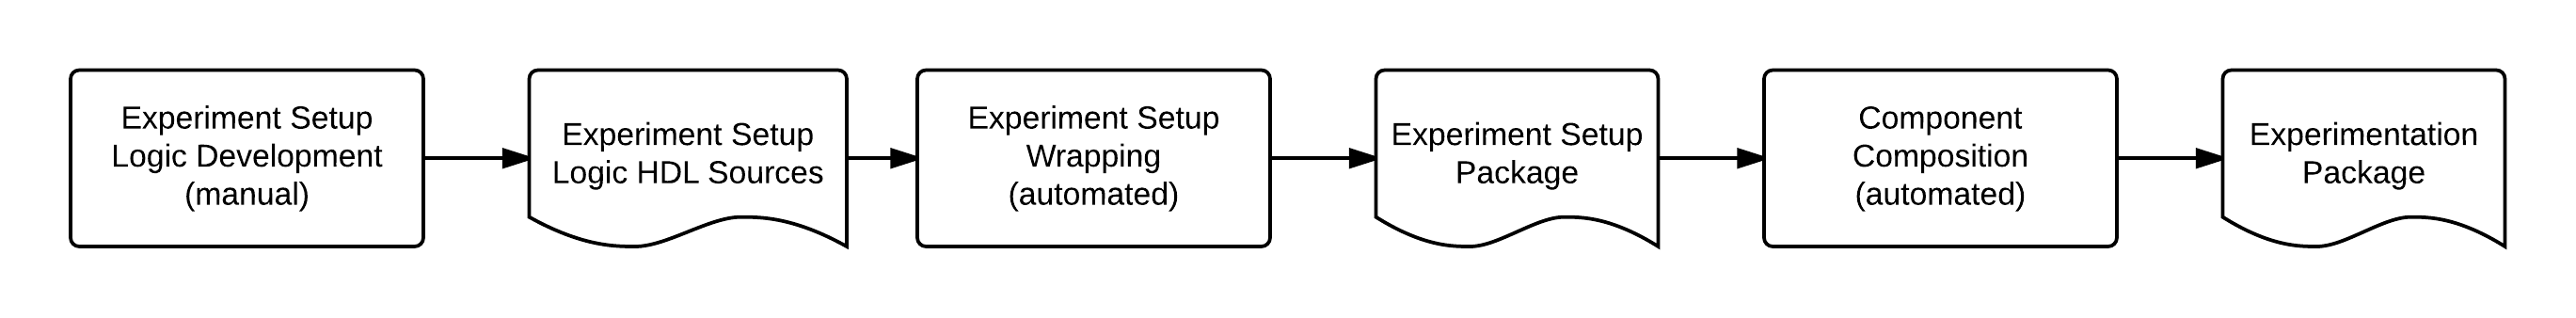 Experiment Setup
Logic Development
(manual)
Experiment Setup
Logic HDL Sources
Experiment Setup
Wrapping
(automated)
Experiment Setup
Package
Component
Composition
(automated)
Experimentation
Package